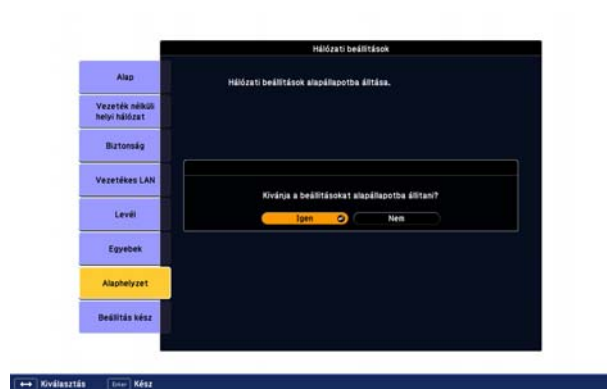 Hálózati beállítások
Alap
Hálózati beállítások alapállapotba álltása.
Vezeték nélküli
helyi hálózat
Biztonság
Vezetékes LAN
Kívánja a beállításokat alapállapotba állítani?
Igen
Nem
Levél
Egyebek
Alaphelyzet
Beállítás kész
Kiválasztás
Enter
Kész